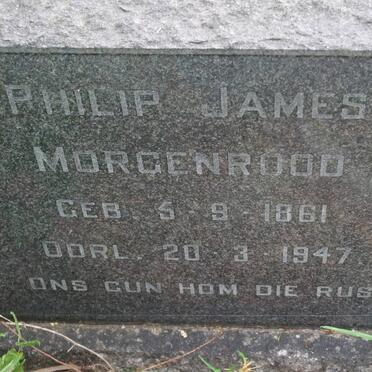 PHILIP JAMES
MORGENROOD
GEB. 5-9-1861
OORL. 20-3-1947
ONS GUN HOM DIE RUS